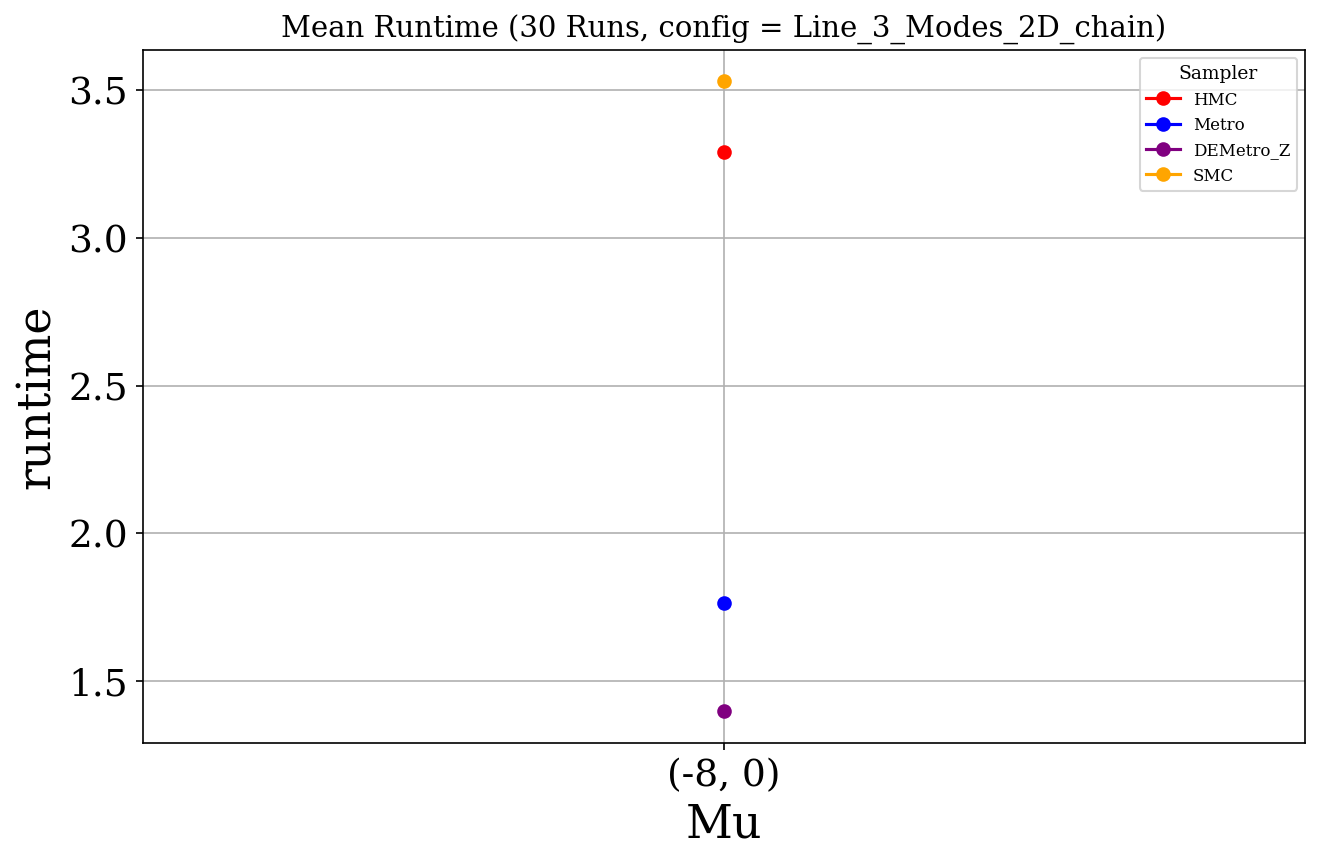 Mean Runtime (30 Runs, config = Line_3_Modes_2D_chain)
Sampler
HMC
Metro
DEMetro_Z
SMC
3.5
3.0
2.5
2.0
1.5
runtime
(-8, 0)
Mu